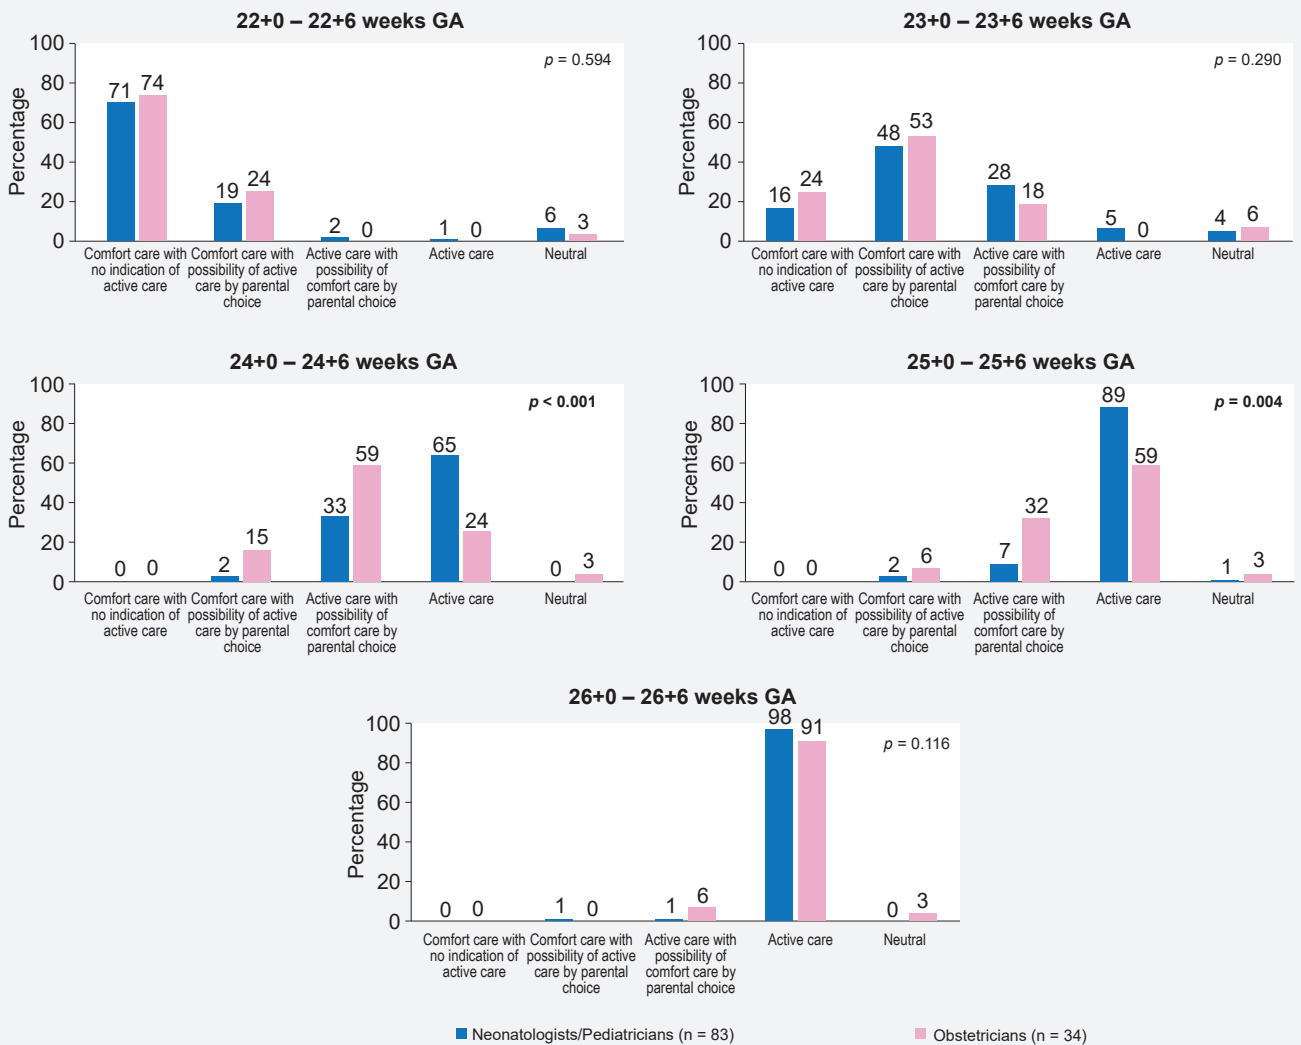 22+0 – 22+6 weeks GA
p = 0.594
Percentage
100
80
60
40
20
0
71 74
19 24
2 0
1 0
6 3
Comfort care with
no indication of
active care
Comfort care with
possibility of active
care by parental
choice
Active care with
possibility of
comfort care by
parental choice
Active care
Neutral
23+0 – 23+6 weeks GA
p = 0.290
Percentage
100
80
60
40
20
0
16 24
48 53
28 18
5 0
4 6
Comfort care with
no indication of
active care
Comfort care with
possibility of active
care by parental
choice
Active care with
possibility of
comfort care by
parental choice
Active care
Neutral
24+0 – 24+6 weeks GA
p < 0.001
Percentage
100
80
60
40
20
0
0 0
2 15
33 59
65 24
0 3
Comfort care with
no indication of
active care
Comfort care with
possibility of active
care by parental
choice
Active care with
possibility of
comfort care by
parental choice
Active care
Neutral
25+0 – 25+6 weeks GA
p = 0.004
Percentage
100
80
60
40
20
0
0 0
2 6
7 32
89 59
1 3
Comfort care with
no indication of
active care
Comfort care with
possibility of active
care by parental
choice
Active care with
possibility of
comfort care by
parental choice
Active care
Neutral
26+0 – 26+6 weeks GA
p = 0.116
Percentage
100
80
60
40
20
0
0 0
1 0
1 6
98 91
0 3
Comfort care with
no indication of
active care
Comfort care with
possibility of active
care by parental
choice
Active care with
possibility of
comfort care by
parental choice
Active care
Neutral
Neonatologists/Pediatricians (n = 83)
Obstetricians (n = 34)